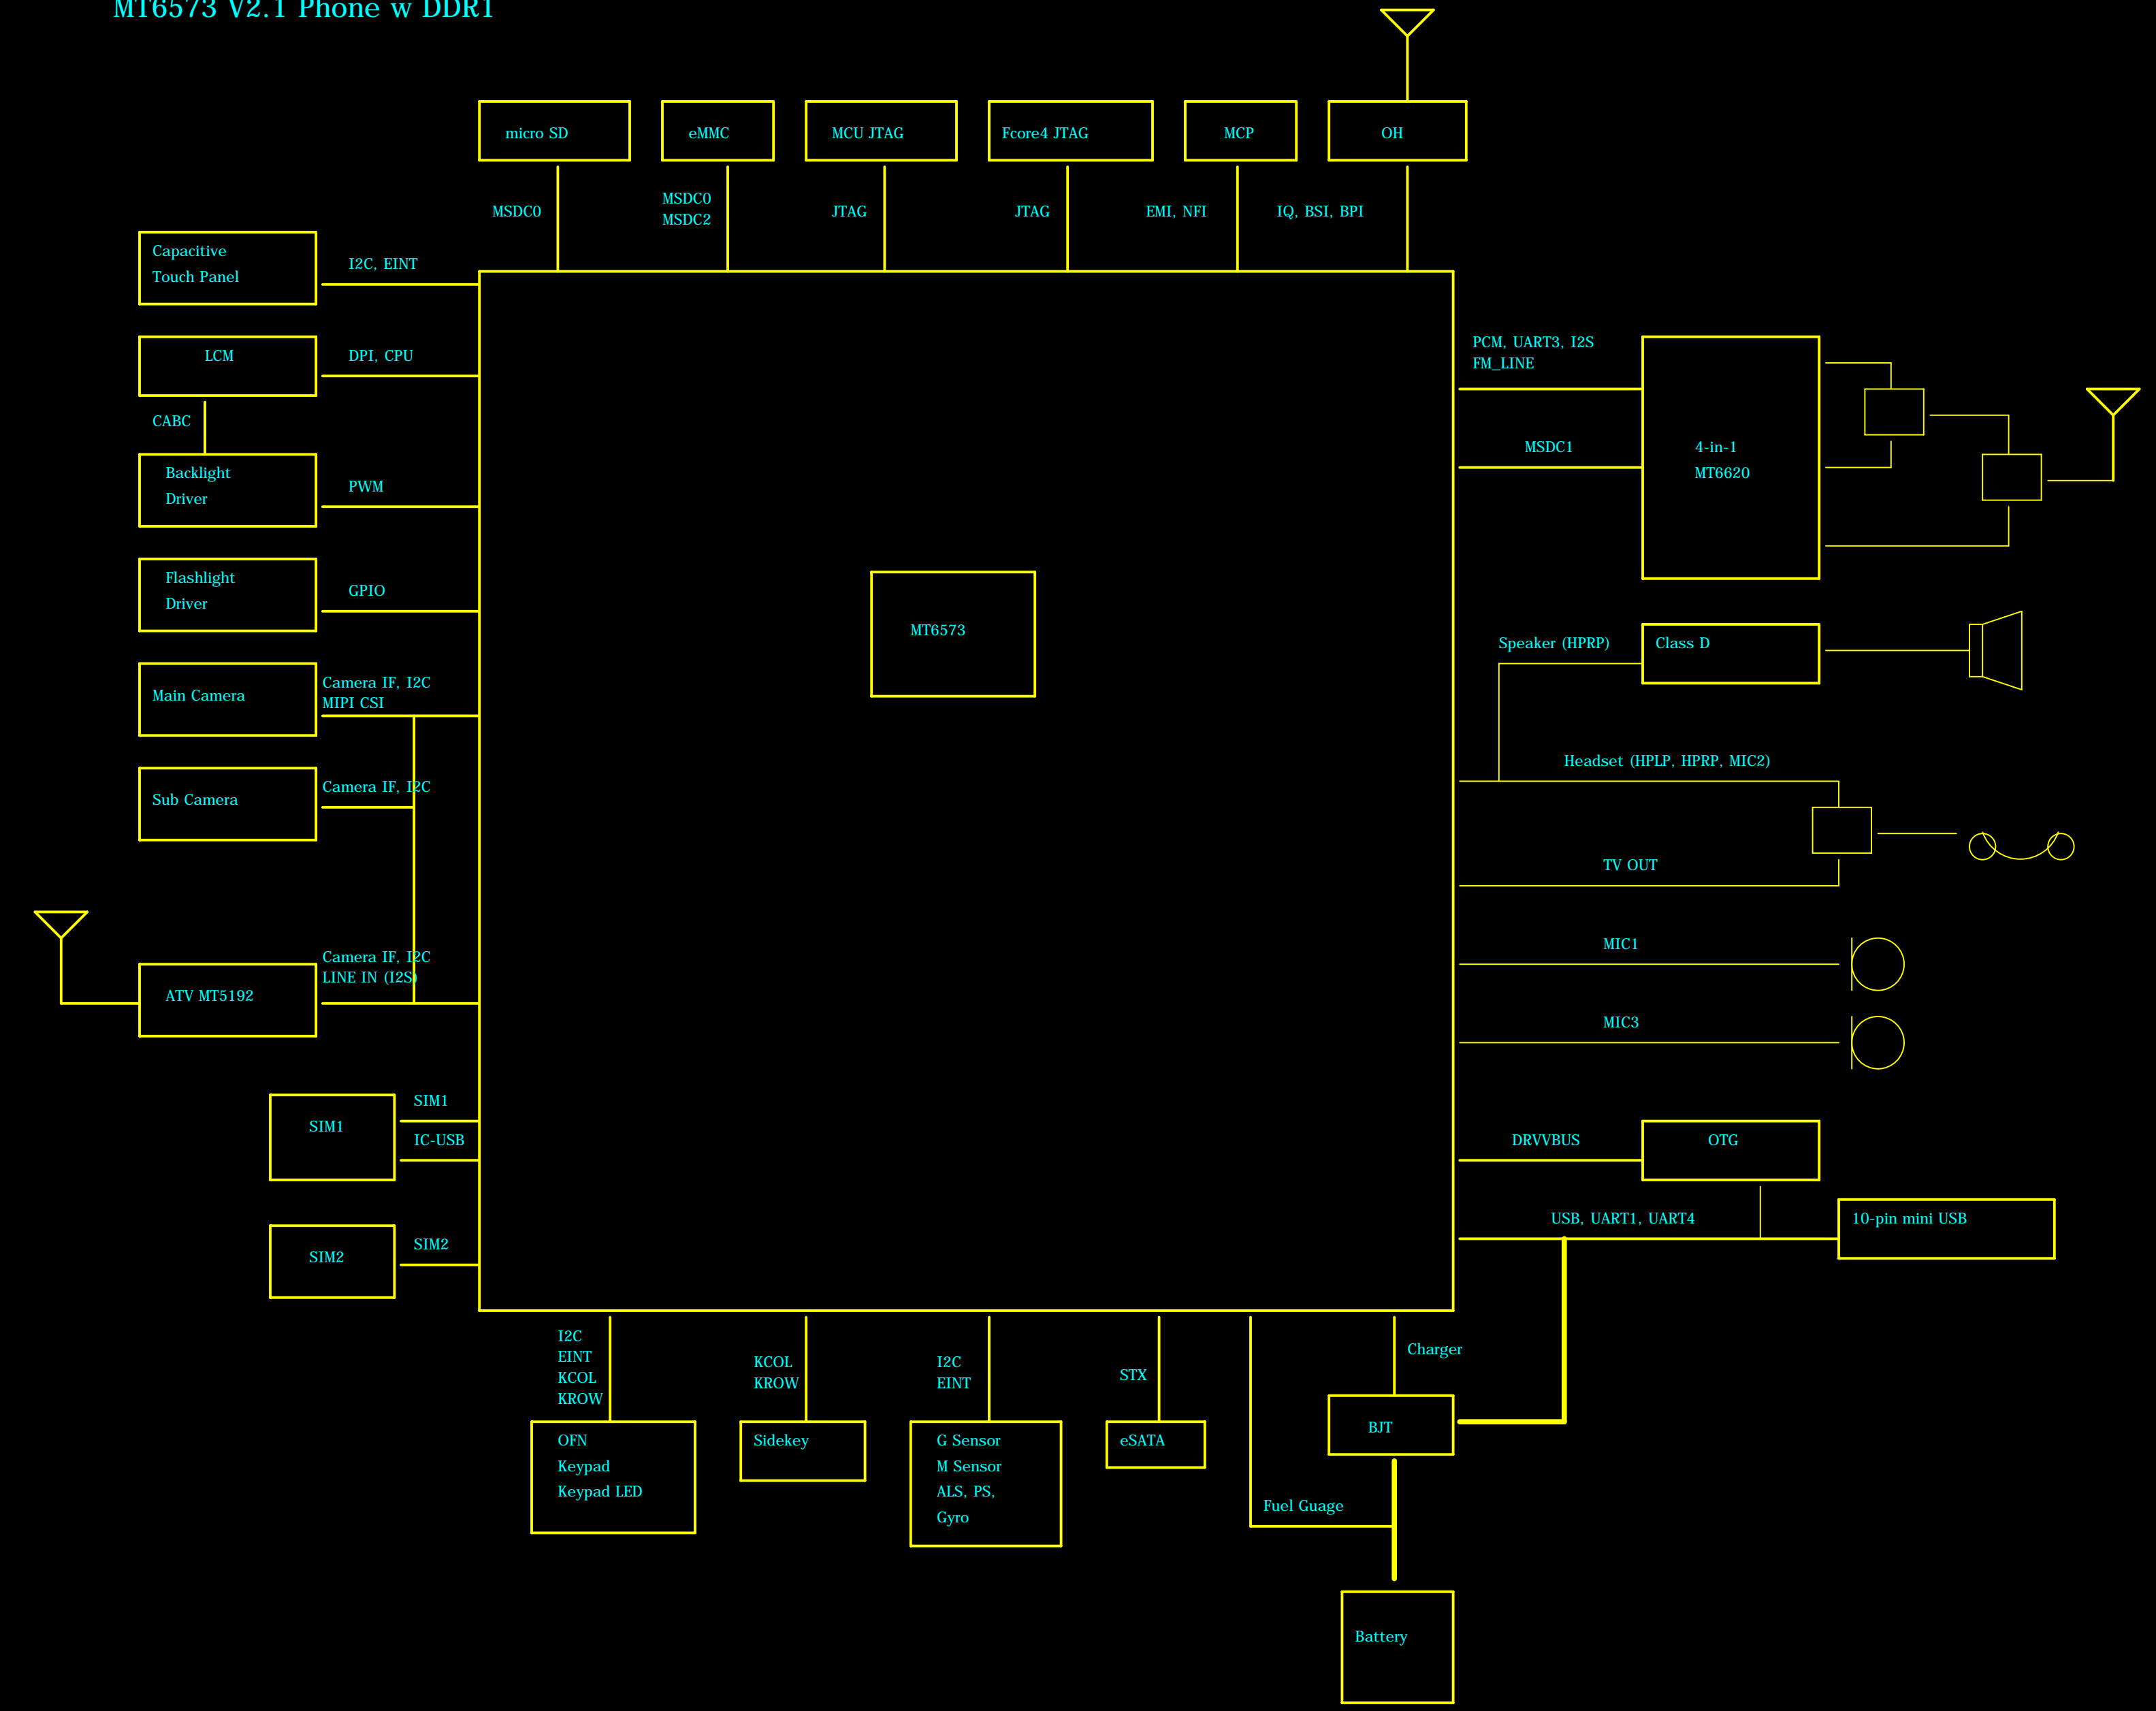 MT6573 V2.1 Phone w DDR1
micro SD
eMMC
MCU JTAG
Fcore4 JTAG
MCP
OH
MSDC0
MSDC0
MSDC2
JTAG
JTAG
EMI, NFI
IQ, BSI, BPI
Capacitive
Touch Panel
I2C, EINT
LCM
DPI, CPU
CABC
Backlight
Driver
PWM
Flashlight
Driver
GPIO
Main Camera
Camera IF, I2C
MIPI CSI
Sub Camera
Camera IF, I2C
ATV MT5192
Camera IF, I2C
LINE IN (I2S)
SIM1
SIM1
IC-USB
SIM2
SIM2
MT6573
PCM, UART3, I2S
FM_LINE
MSDC1
4-in-1
MT6620
Speaker (HPRP)
Class D
Headset (HPLP, HPRP, MIC2)
TV OUT
MIC1
MIC3
DRVVBUS
OTG
USB, UART1, UART4
10-pin mini USB
I2C
EINT
KCOL
KROW
KCOL
KROW
I2C
EINT
STX
Charger
OFN
Keypad
Keypad LED
Sidekey
G Sensor
M Sensor
ALS, PS,
Gyro
eSATA
BJT
Fuel Guage
Battery